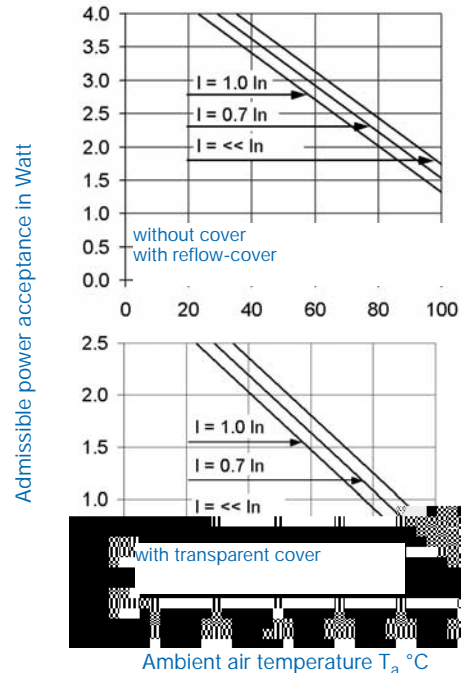 Admissible power acceptance in Watt
4.0
3.5
3.0
2.5
2.0
1.5
1.0
0.5
0.0
I = 1.0 In
I = 0.7 In
I = << In
without cover
with reflow-cover
0 20 40 60 80 100
2.5
2.0
1.5
1.0
I = 1.0 In
I = 0.7 In
I = << In
with transparent cover
Ambient air temperature Ta °C